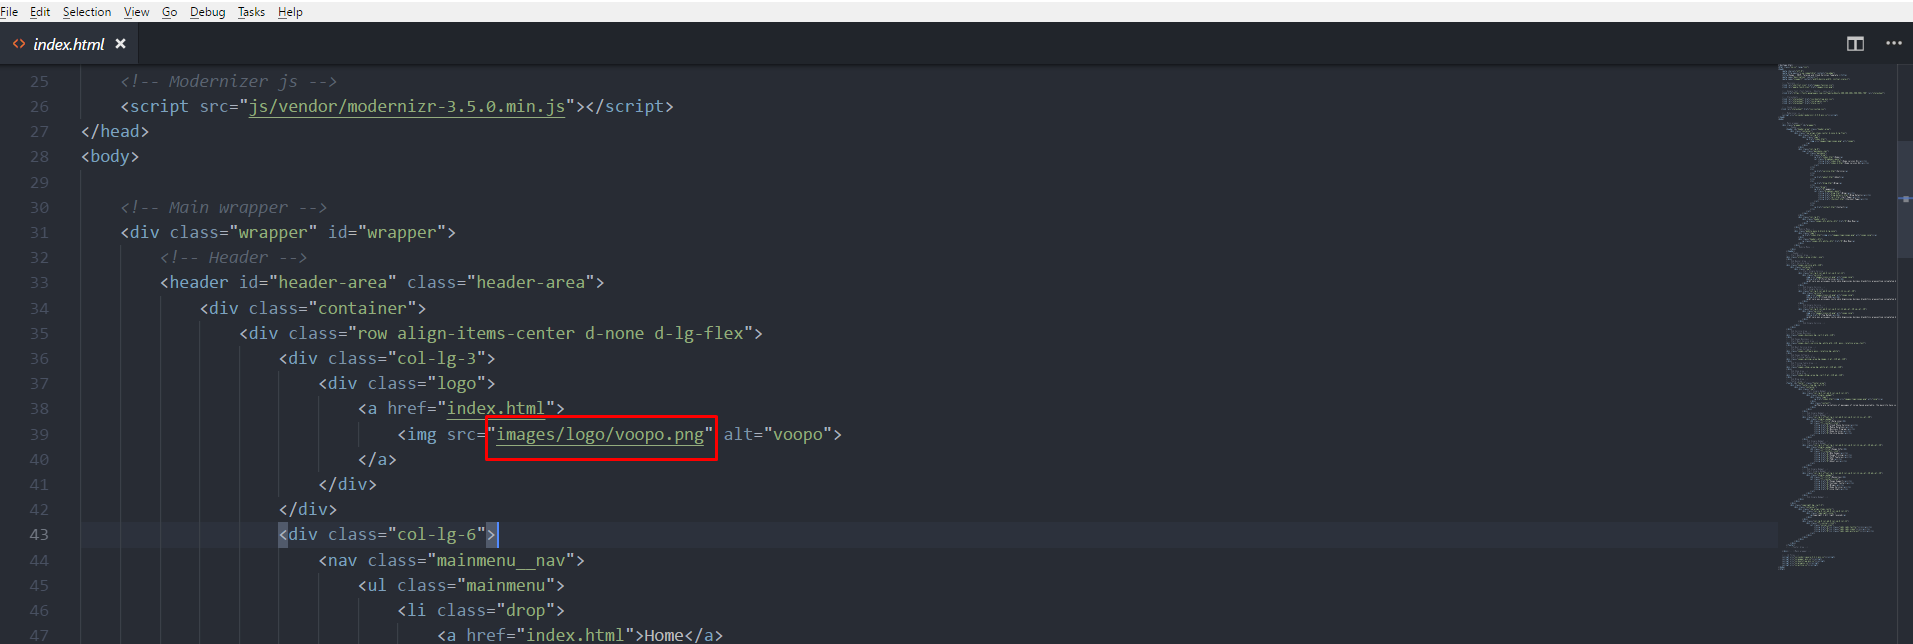 File Edit Selection View Go Debug Tasks Help
<> index.html ×
25 <!-- Modernizer js -->
26 <script src="js/vendor/modernizr-3.5.0.min.js"></script>
27 </head>
28 <body>
29
30 <!-- Main wrapper -->
31 <div class="wrapper" id="wrapper">
32 <!-- Header -->
33 <header id="header-area" class="header-area">
34 <div class="container">
35 <div class="row align-items-center d-none d-lg-flex">
36 <div class="col-lg-3">
37 <div class="logo">
38 <a href="index.html">
39 <img src="images/logo/voopo.png" alt="voopo">
40 </a>
41 </div>
42 </div>
43 <div class="col-lg-6">
44 <nav class="mainmenu__nav">
45 <ul class="mainmenu">
46 <li class="drop">
47 <a href="index.html">Home</a>